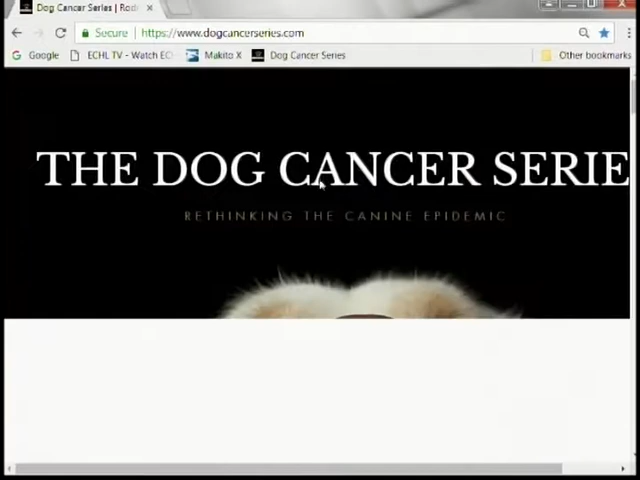 Dog Cancer Series | Rod
Secure https://www.dogcancerseries.com
Google ECHL TV - Watch EC Makito X Dog Cancer Series Other bookmarks
THE DOG CANCER SERIE
RETHINKING THE CANINE EPIDEMIC